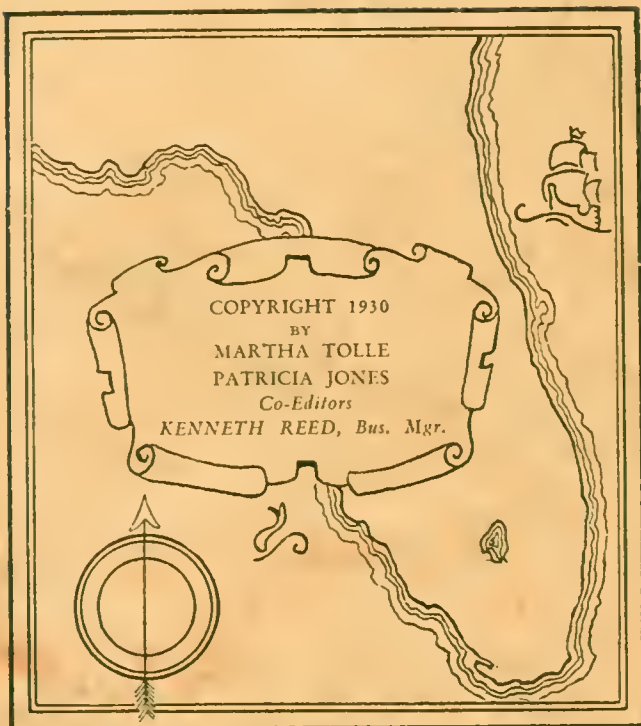 COPYRIGHT 1930
BY
MARTHA TOLLE
PATRICIA JONES
Co-Editors
KENNETH REED, Bus. Mgr.